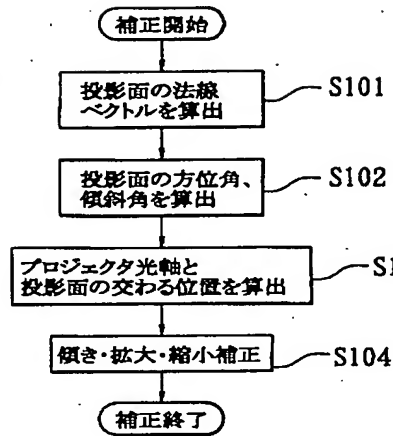 補正開始
投影面の法線
ベクトルを算出
S101
投影面の方位角、
傾斜角を算出
S102
プロジェクタ光軸と
投影面の交わる位置を算出
S1
傾き・拡大・縮小補正
S104
補正終了